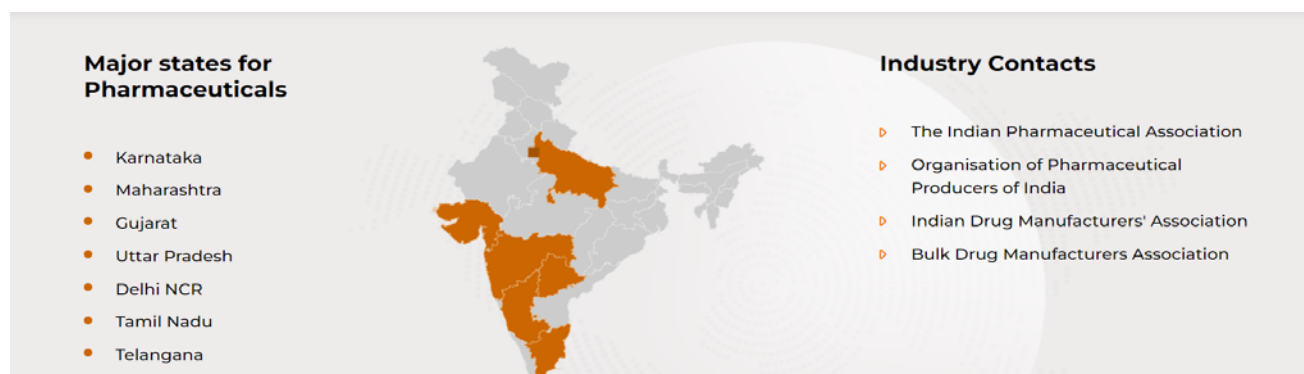 Major states for
Pharmaceuticals
Karnataka
Maharashtra
Gujarat
Uttar Pradesh
Delhi NCR
Tamil Nadu
Telangana
Industry Contacts
The Indian Pharmaceutical Association
Organisation of Pharmaceutical
Producers of India
Indian Drug Manufacturers' Association
Bulk Drug Manufacturers Association